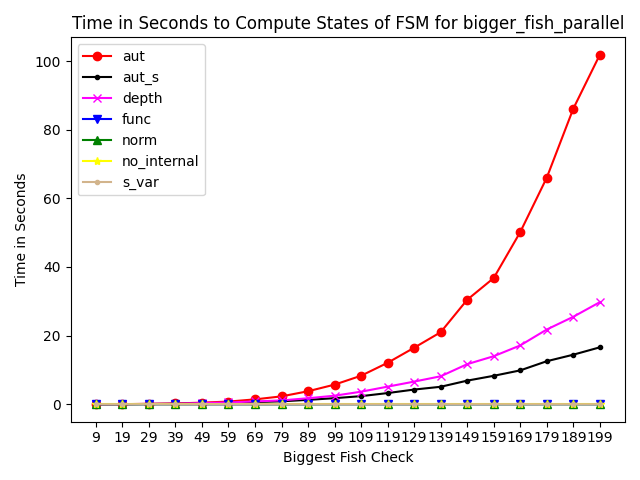 Time in Seconds to Compute States of FSM for bigger_fish_parallel
aut
aut_s
depth
func
norm
no_internal
s_var
Time in Seconds
100
80
60
40
20
0
9 19 29 39 49 59 69 79 89 99 109 119 129 139 149 159 169 179 189 199
Biggest Fish Check